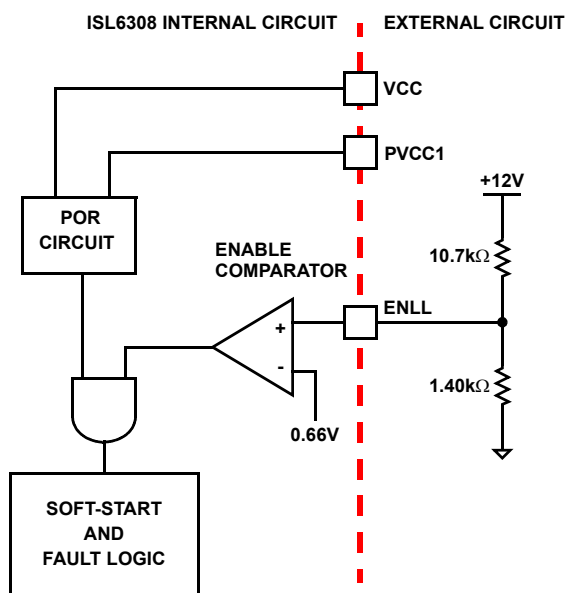 ISL6308 INTERNAL CIRCUIT
EXTERNAL CIRCUIT
VCC
PVCC1
+12V
POR
CIRCUIT
10.7kΩ
ENABLE
COMPARATOR
ENLL
+
-
1.40kΩ
0.66V
SOFT-START
AND
FAULT LOGIC